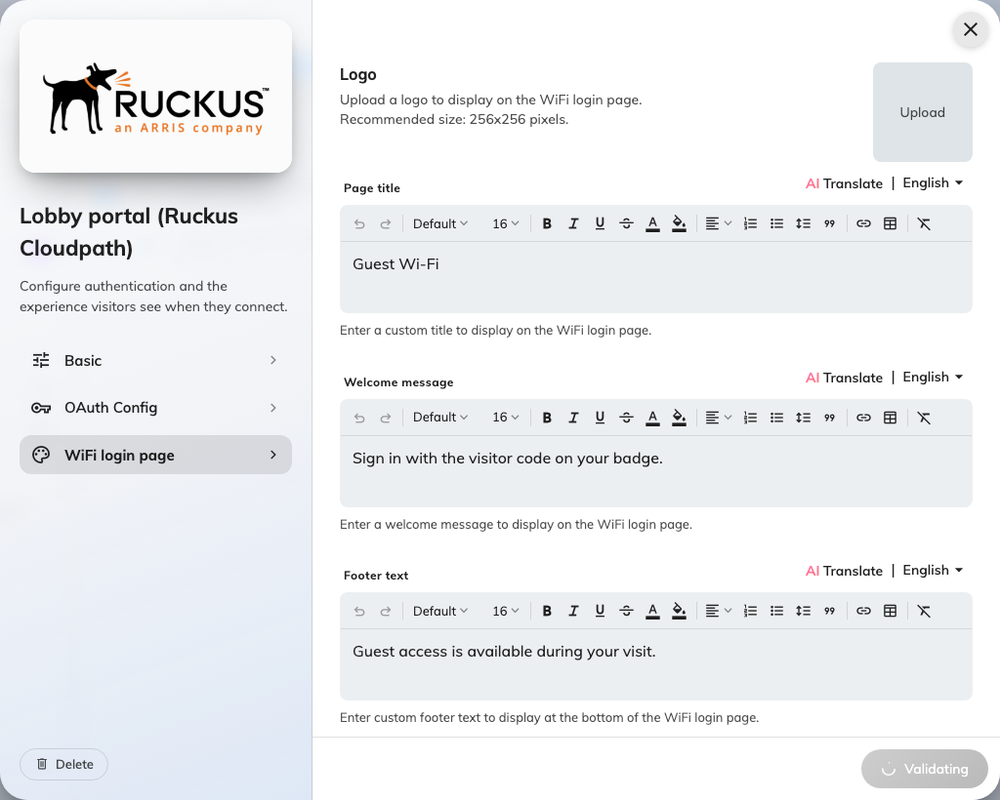 RUCKUS™
an ARRIS company
Lobby portal (Ruckus
Cloudpath)
Configure authentication and the
experience visitors see when they connect.
Basic
OAuth Config
WiFi login page
Delete
Logo
Upload a logo to display on the WiFi login page.
Recommended size: 256x256 pixels.
Upload
Page title
AI Translate | English
Default 16 B I U S A
Guest Wi-Fi
Enter a custom title to display on the WiFi login page.
Welcome message
AI Translate | English
Default 16 B I U S A
Sign in with the visitor code on your badge.
Enter a welcome message to display on the WiFi login page.
Footer text
AI Translate | English
Default 16 B I U S A
Guest access is available during your visit.
Enter custom footer text to display at the bottom of the WiFi login page.
Validating